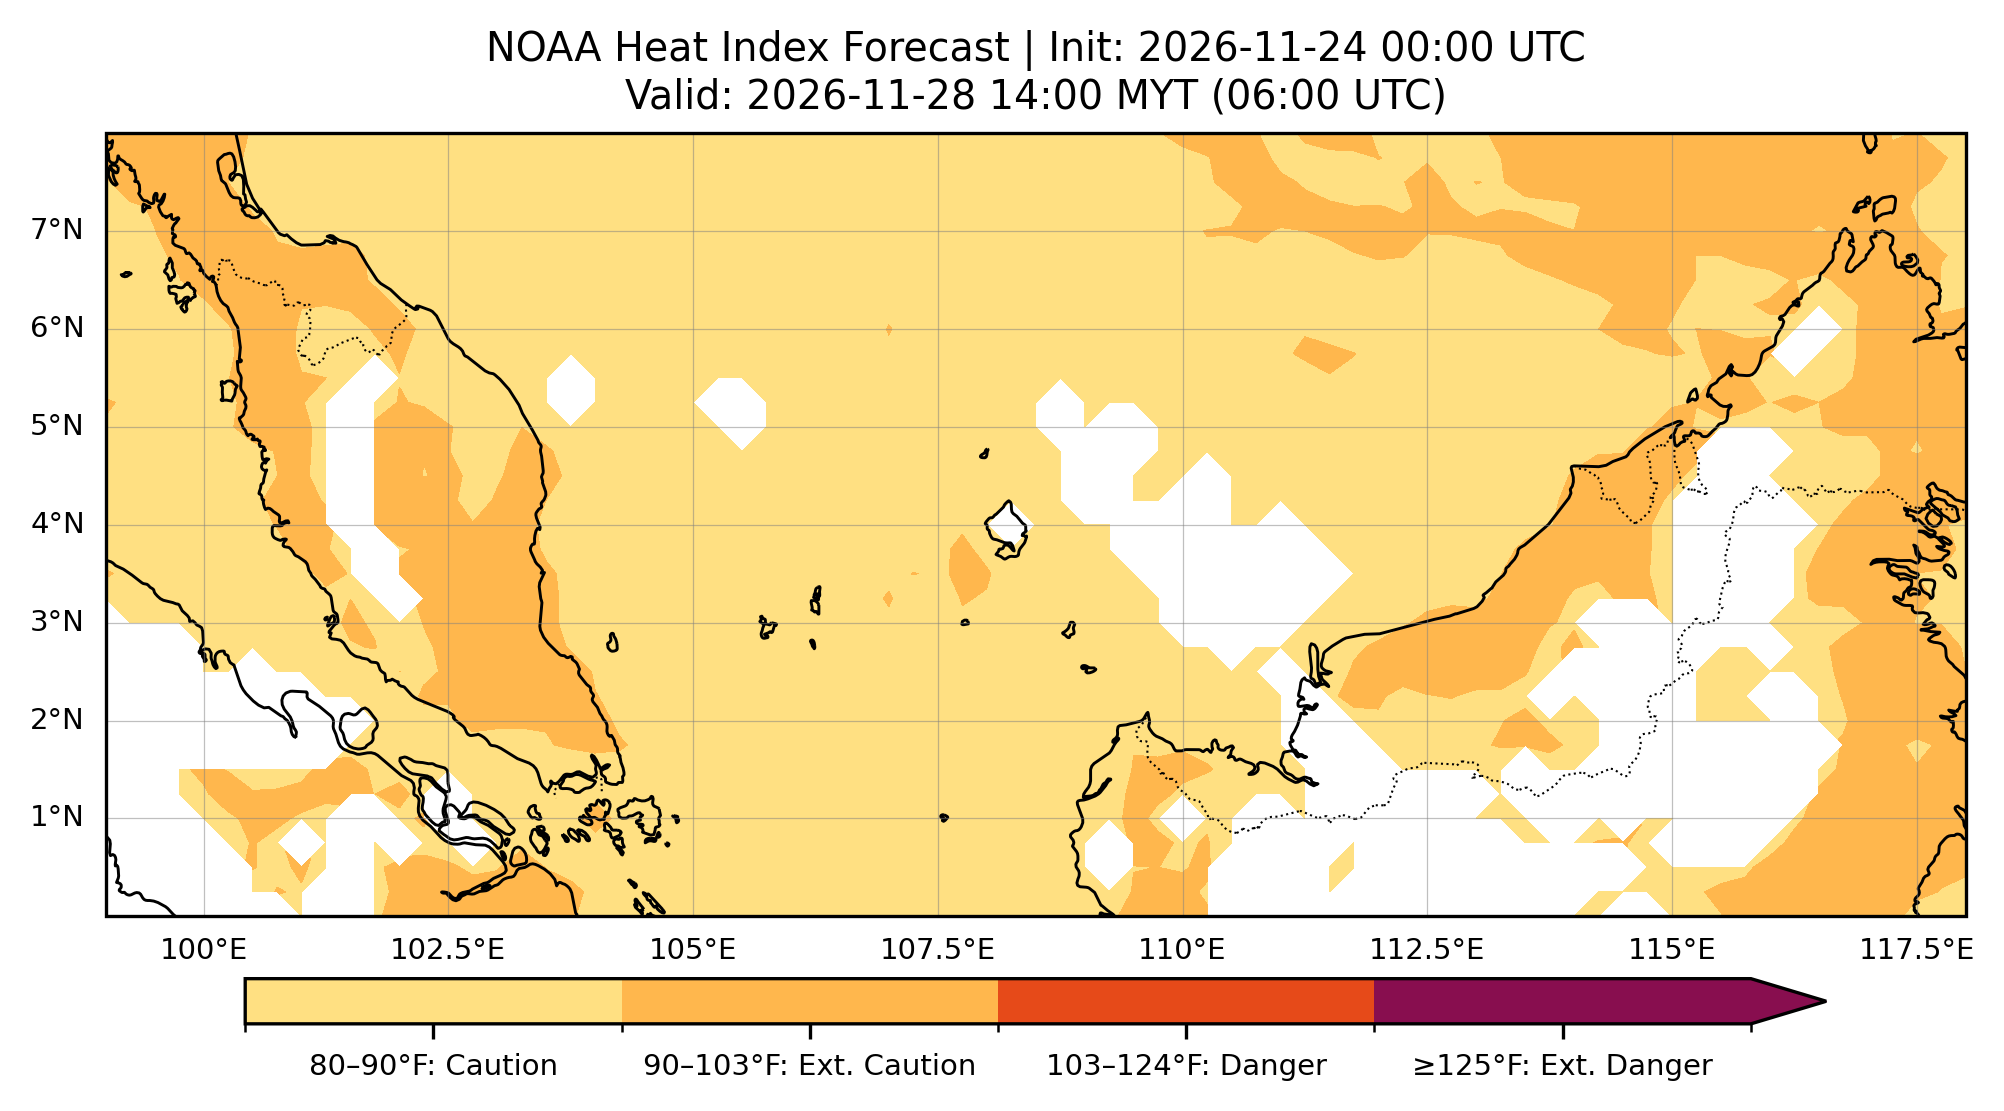 NOAA Heat Index Forecast | Init: 2026-11-24 00:00 UTC
Valid: 2026-11-28 14:00 MYT (06:00 UTC)
7°N
6°N
5°N
4°N
3°N
2°N
1°N
100°E
102.5°E
105°E
107.5°E
110°E
112.5°E
115°E
117.5°E
80–90°F: Caution
90–103°F: Ext. Caution
103–124°F: Danger
≥125°F: Ext. Danger